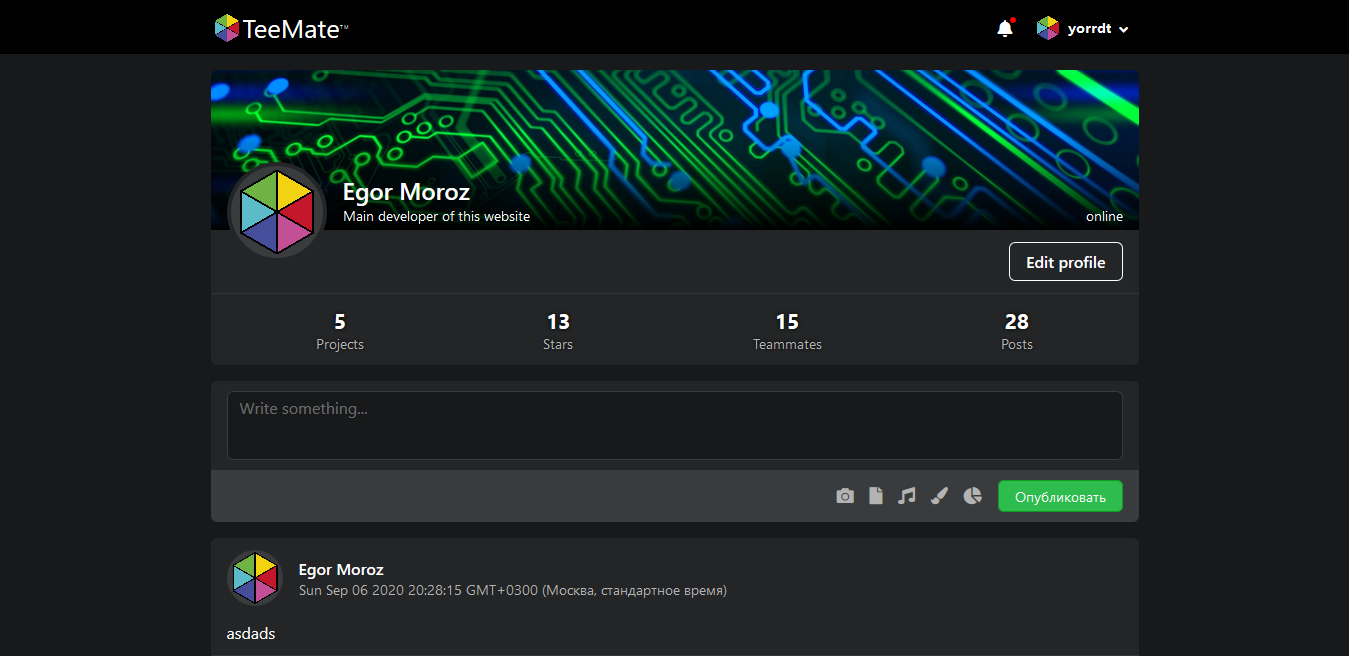 TeeMate™
yorrdt
Egor Moroz
Main developer of this website
online
Edit profile
5
Projects
13
Stars
15
Teammates
28
Posts
Write something...
Опубликовать
Egor Moroz
Sun Sep 06 2020 20:28:15 GMT+0300 (Москва, стандартное время)
asdads